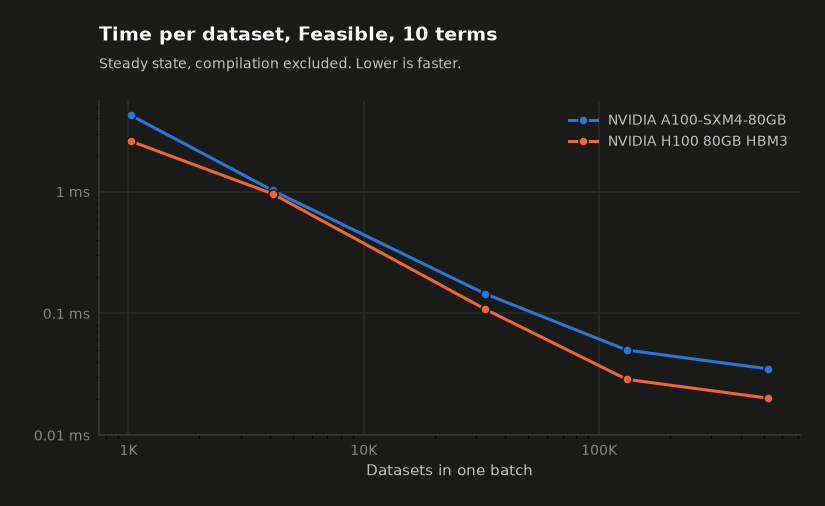 Time per dataset, Feasible, 10 terms
Steady state, compilation excluded. Lower is faster.
NVIDIA A100-SXM4-80GB
NVIDIA H100 80GB HBM3
1 ms
0.1 ms
0.01 ms
1K 10K 100K
Datasets in one batch